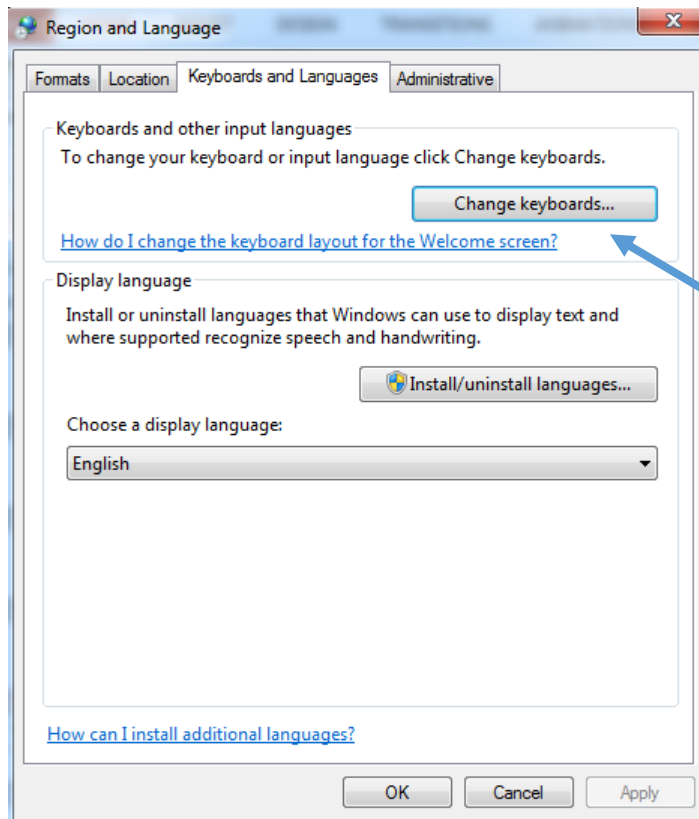 Region and Language
Formats Location Keyboards and Languages Administrative
Keyboards and other input languages
To change your keyboard or input language click Change keyboards.
Change keyboards...
How do I change the keyboard layout for the Welcome screen?
Display language
Install or uninstall languages that Windows can use to display text and
where supported recognize speech and handwriting.
Install/uninstall languages...
Choose a display language:
English
How can I install additional languages?
OK Cancel Apply